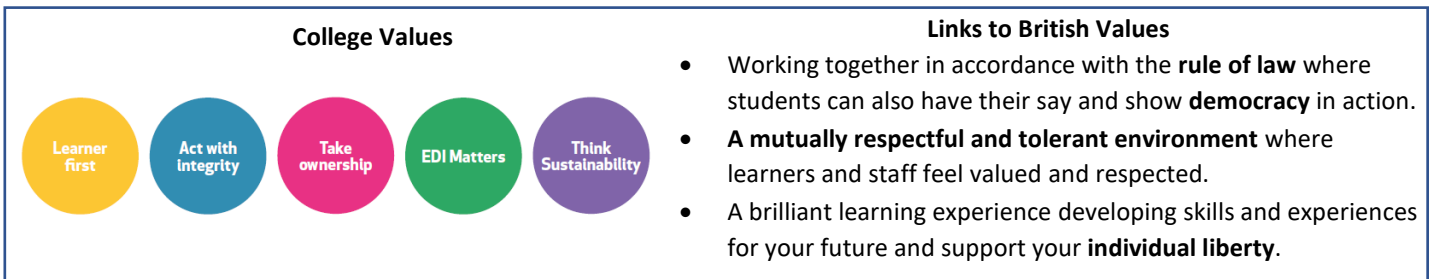 College Values
Learner
first
Act with
integrity
Take
ownership
EDI Matters
Think
Sustainability
Links to British Values
• Working together in accordance with the rule of law where
students can also have their say and show democracy in action.
• A mutually respectful and tolerant environment where
learners and staff feel valued and respected.
• A brilliant learning experience developing skills and experiences
for your future and support your individual liberty.